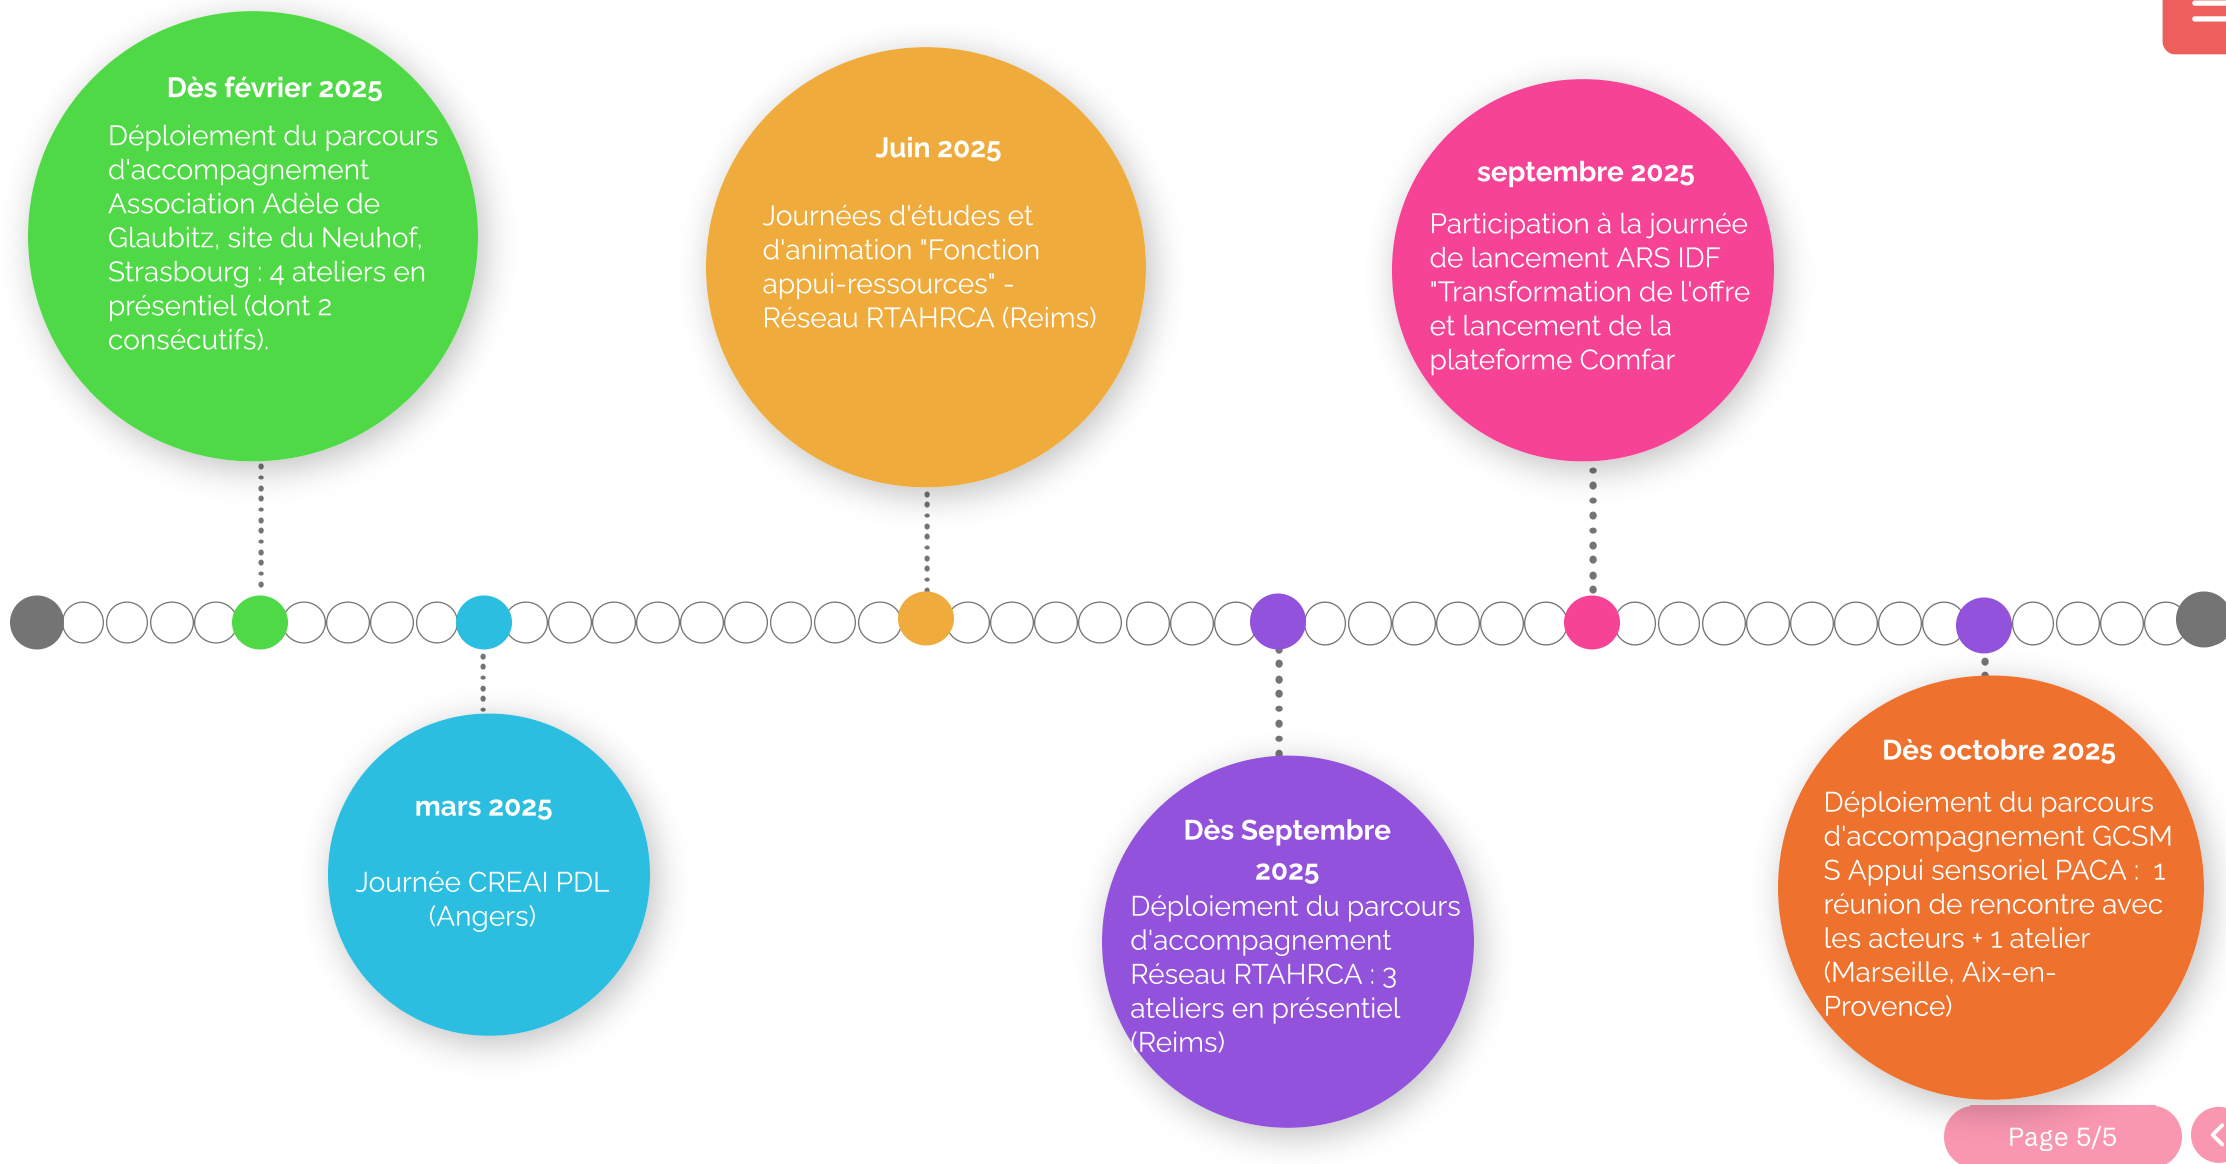 Dès février 2025
Déploiement du parcours
d'accompagnement
Association Adèle de
Glaubitz, site du Neuhof,
Strasbourg : 4 ateliers en
présentiel (dont 2
consécutifs).
mars 2025
Journée CREAI PDL
(Angers)
Juin 2025
Journées d'études et
d'animation "Fonction
appui-ressources" -
Réseau RTAHRCA (Reims)
Dès Septembre
2025
Déploiement du parcours
d'accompagnement
Réseau RTAHRCA : 3
ateliers en présentiel
(Reims)
septembre 2025
Participation à la journée
de lancement ARS IDF
"Transformation de l'offre
et lancement de la
plateforme Comfar
Dès octobre 2025
Déploiement du parcours
d'accompagnement GCSM
S Appui sensoriel PACA :  1
réunion de rencontre avec
les acteurs + 1 atelier
(Marseille, Aix-en-
Provence)
Page 5/5